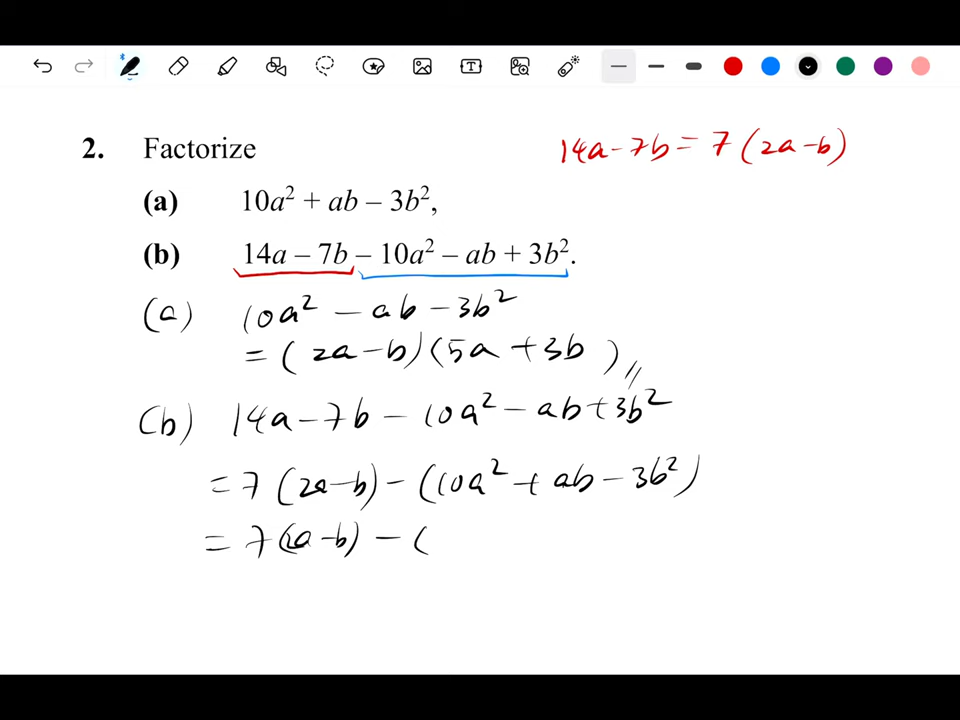 2. Factorize
14a - 7b = 7(2a - b)
(a) 10a² + ab – 3b²,
(b) 14a – 7b – 10a² – ab + 3b².
(a) 10a² - ab - 3b²
= (2a - b)(5a + 3b)//
(b) 14a - 7b - 10a² - ab + 3b²
= 7(2a - b) - (10a² + ab - 3b²)
= 7(2a - b) - (